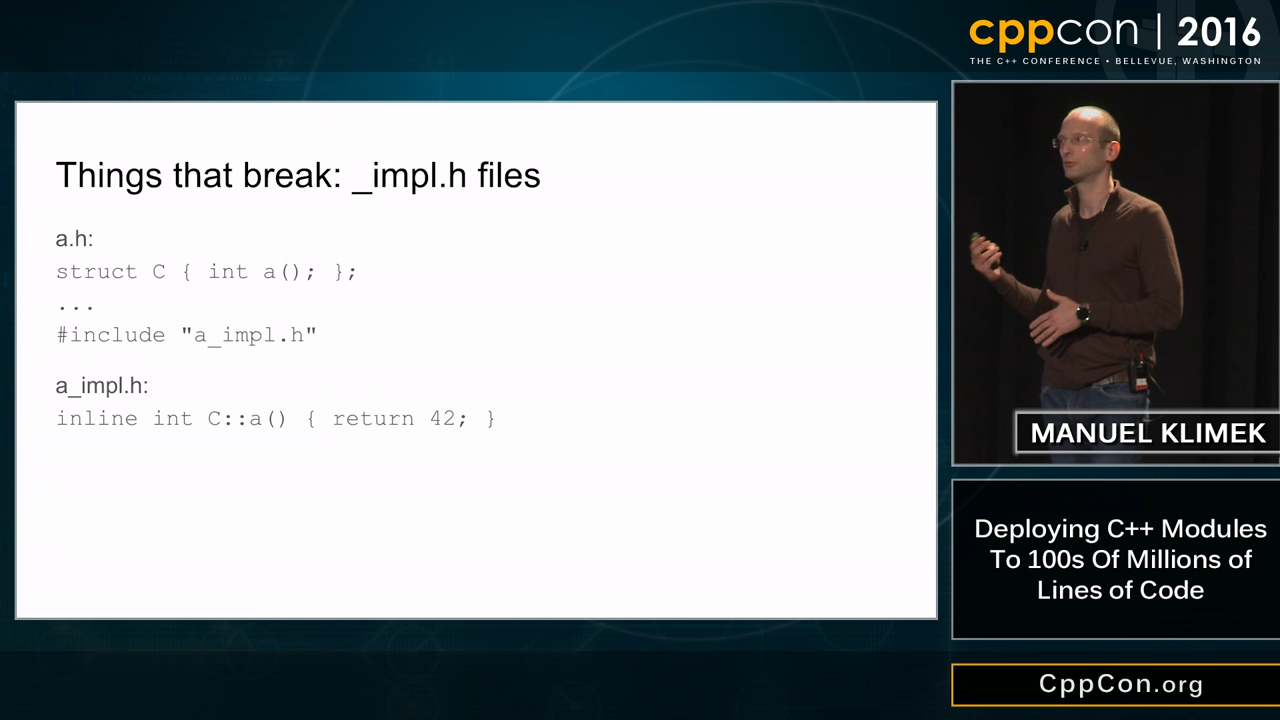 cppcon | 2016
THE C++ CONFERENCE • BELLEVUE, WASHINGTON
Things that break: _impl.h files
a.h:
struct C { int a(); };
...
#include "a_impl.h"
a_impl.h:
inline int C::a() { return 42; }
MANUEL KLIMEK
Deploying C++ Modules
To 100s Of Millions of
Lines of Code
CppCon.org